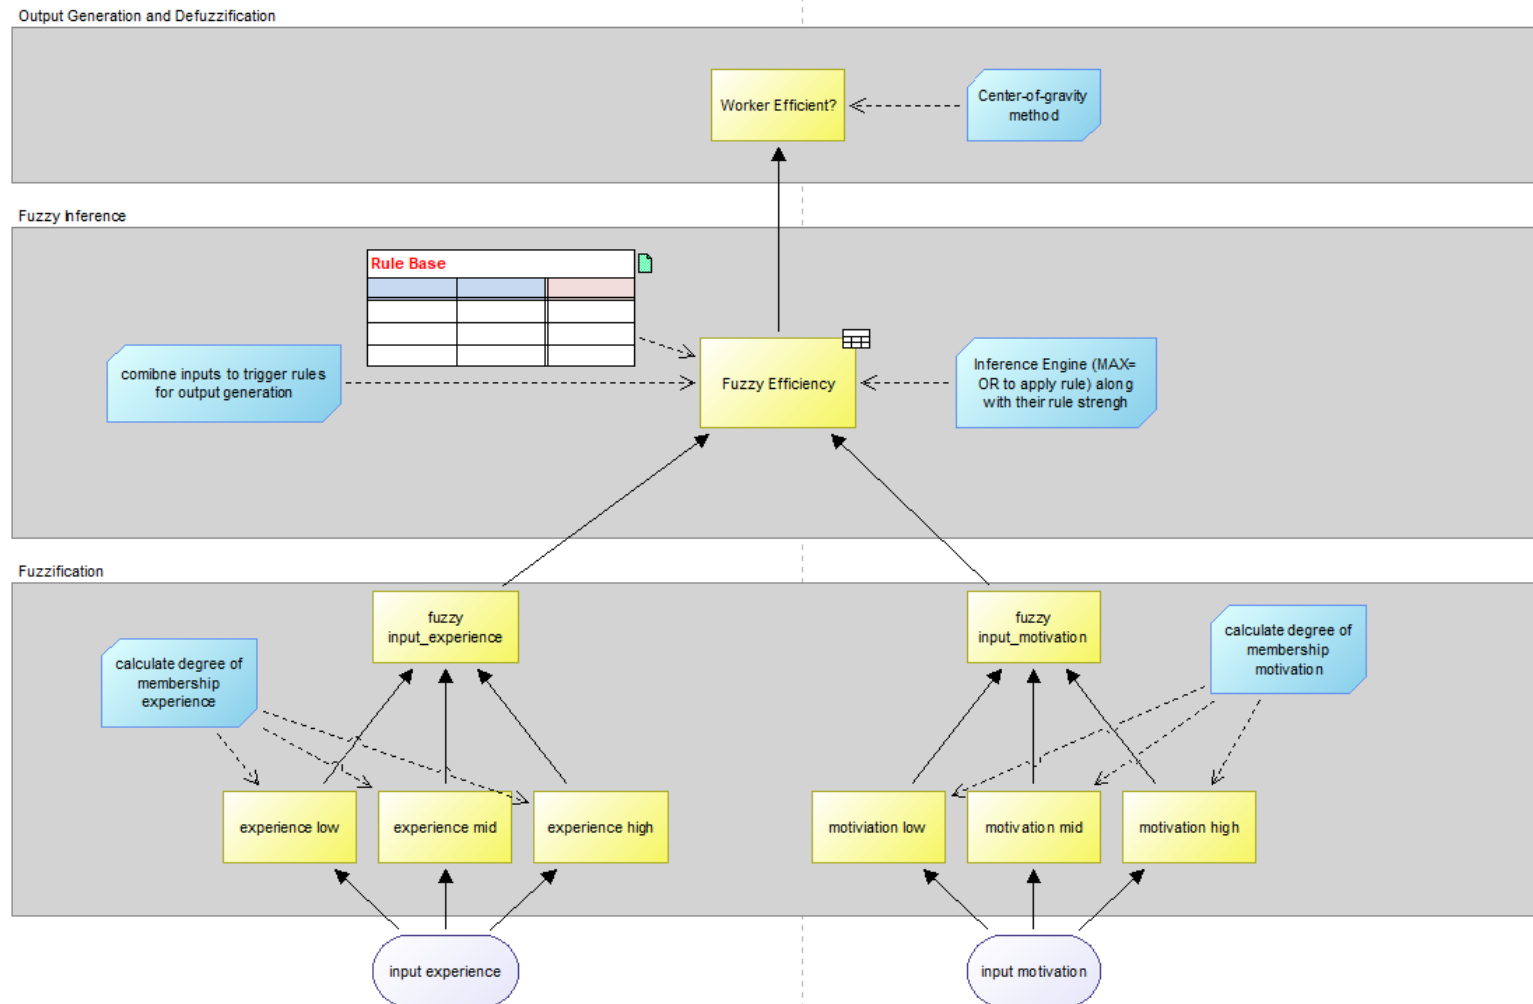 Output Generation and Defuzzification
Worker Efficient?
Center-of-gravity
method
Fuzzy Inference
Rule Base
comibne inputs to trigger rules
for output generation
Fuzzy Efficiency
Inference Engine (MAX=
OR to apply rule) along
with their rule strengh
Fuzzification
fuzzy
input_experience
fuzzy
input_motivation
calculate degree of
membership
experience
calculate degree of
membership
motivation
experience low
experience mid
experience high
motiviation low
motivation mid
motivation high
input experience
input motivation